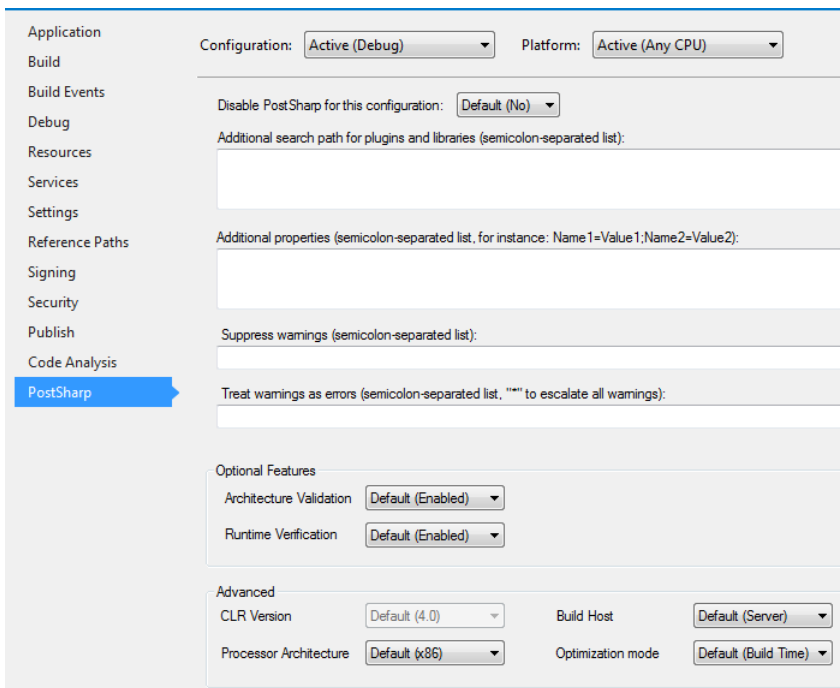 Application
Build
Build Events
Debug
Resources
Services
Settings
Reference Paths
Signing
Security
Publish
Code Analysis
PostSharp
Configuration: Active (Debug) Platform: Active (Any CPU)
Disable PostSharp for this configuration: Default (No)
Additional search path for plugins and libraries (semicolon-separated list):
Additional properties (semicolon-separated list, for instance: Name1=Value1;Name2=Value2):
Suppress warnings (semicolon-separated list):
Treat warnings as errors (semicolon-separated list, "*" to escalate all warnings):
Optional Features
Architecture Validation Default (Enabled)
Runtime Verification Default (Enabled)
Advanced
CLR Version Default (4.0) Build Host Default (Server)
Processor Architecture Default (x86) Optimization mode Default (Build Time)